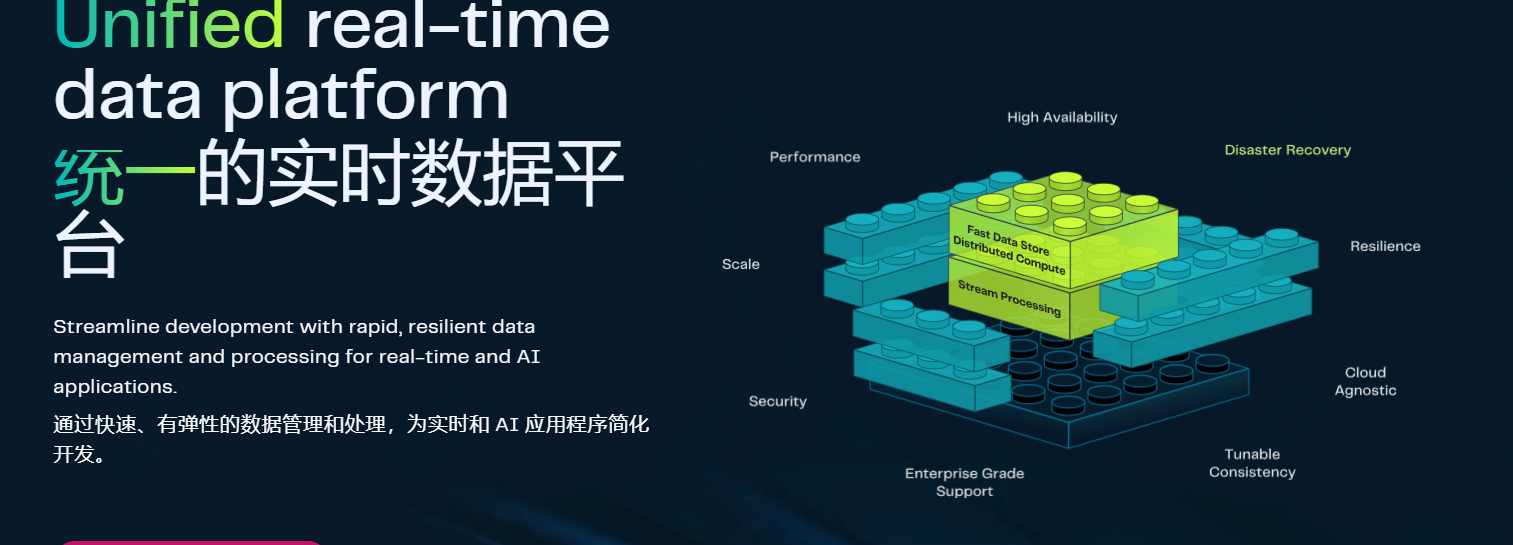 Unified real-time
data platform
统一的实时数据平
台
Streamline development with rapid, resilient data
management and processing for real-time and AI
applications.
通过快速、有弹性的数据管理和处理，为实时和 AI 应用程序简化
开发。
High Availability
Performance
Disaster Recovery
Scale
Fast Data Store
Distributed Compute
Stream Processing
Resilience
Security
Cloud
Agnostic
Enterprise Grade
Support
Tunable
Consistency